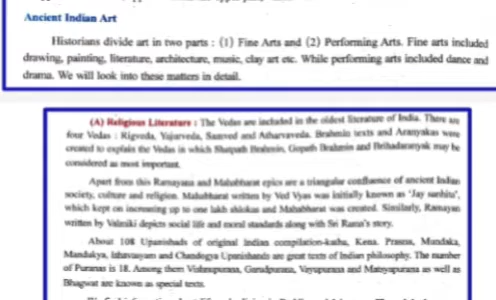 Ancient Indian Art
Historians divide art in two parts : (1) Fine Arts and (2) Performing Arts. Fine arts included
drawing, painting, literature, architecture, music, clay art etc. While performing arts included dance and
drama. We will look into these matters in detail.
(A) Religious Literature : The Vedas are included in the oldest literature of India. There are
four Vedas : Rigveda, Yajurveda, Samved and Atharvaveda. Brahmin texts and Aranyakas were
created to explain the Vedas in which Shatpath Brahmin, Gopath Brahmin and Brihadaranyak may be
considered as most important.
Apart from this Ramayana and Mahabharat epics are a triangular confluence of ancient Indian
society, culture and religion. Mahabharat written by Ved Vyas was initially known as 'Jay sanhita',
which kept on increasing up to one lakh shlokas and Mahabharat was created. Similarly, Ramayan
written by Valmiki depicts social life and moral standards along with Sri Rama's story.
About 108 Upanishads of original Indian compilation-katha, Kena, Prasna, Mundaka,
Mandukya, and Chandogya Upanishads are great texts of Indian philosophy. The number
of Puranas is 18. Among them Vishnupurana, Garudpurana, Vayupurana and Matsyapurana as well as
Bhagwat are known as special texts.